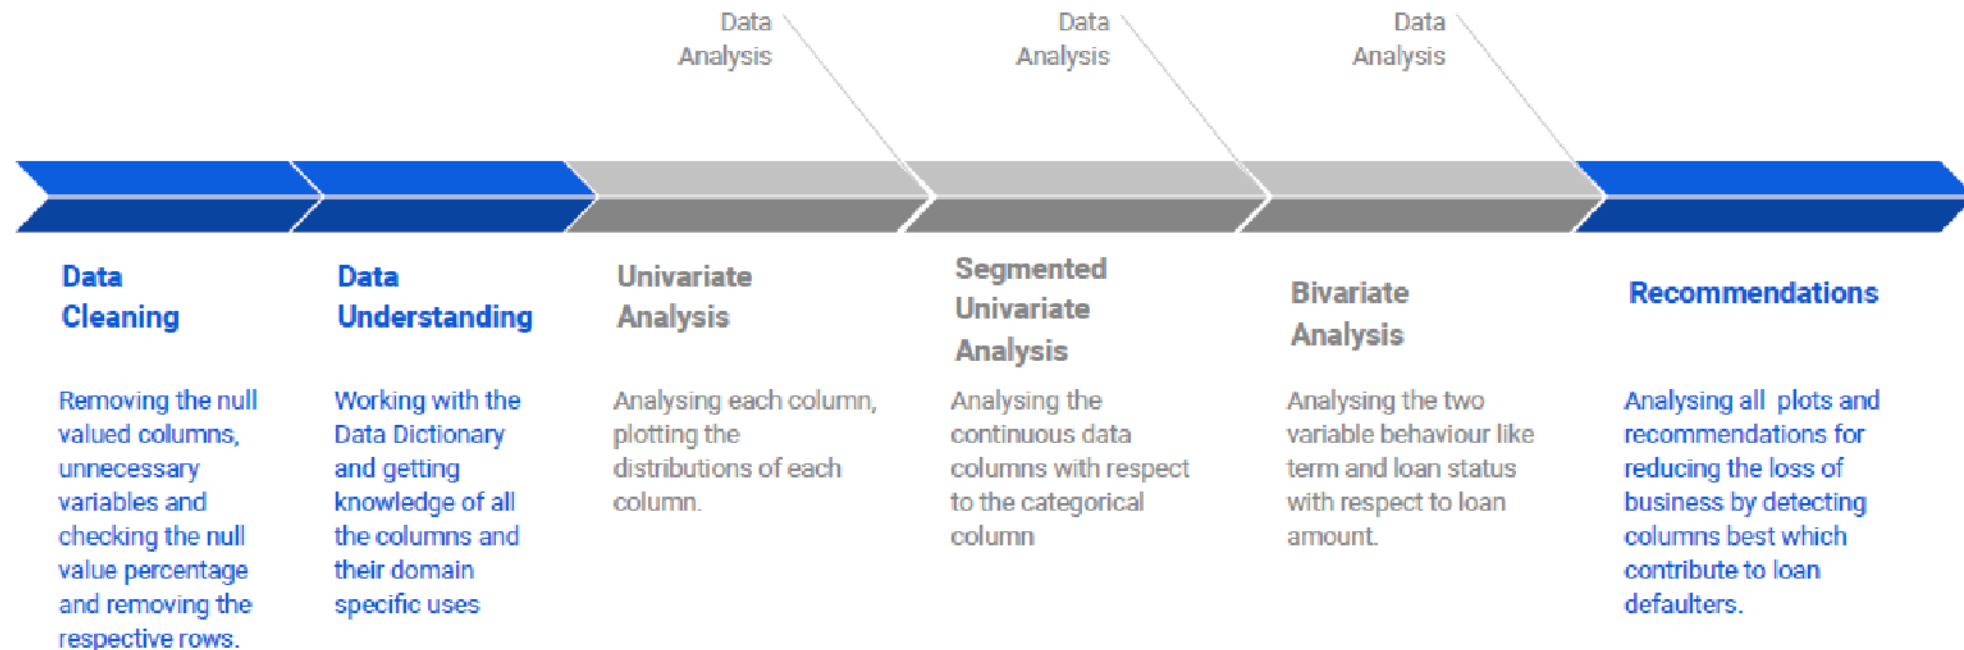 Data
Analysis
Data
Analysis
Data
Analysis
Data
Cleaning
Removing the null
valued columns,
unnecessary
variables and
checking the null
value percentage
and removing the
respective rows.
Data
Understanding
Working with the
Data Dictionary
and getting
knowledge of all
the columns and
their domain
specific uses
Univariate
Analysis
Analysing each column,
plotting the
distributions of each
column.
Segmented
Univariate
Analysis
Analysing the
continuous data
columns with respect
to the categorical
column
Bivariate
Analysis
Analysing the two
variable behaviour like
term and loan status
with respect to loan
amount.
Recommendations
Analysing all plots and
recommendations for
reducing the loss of
business by detecting
columns best which
contribute to loan
defaulters.